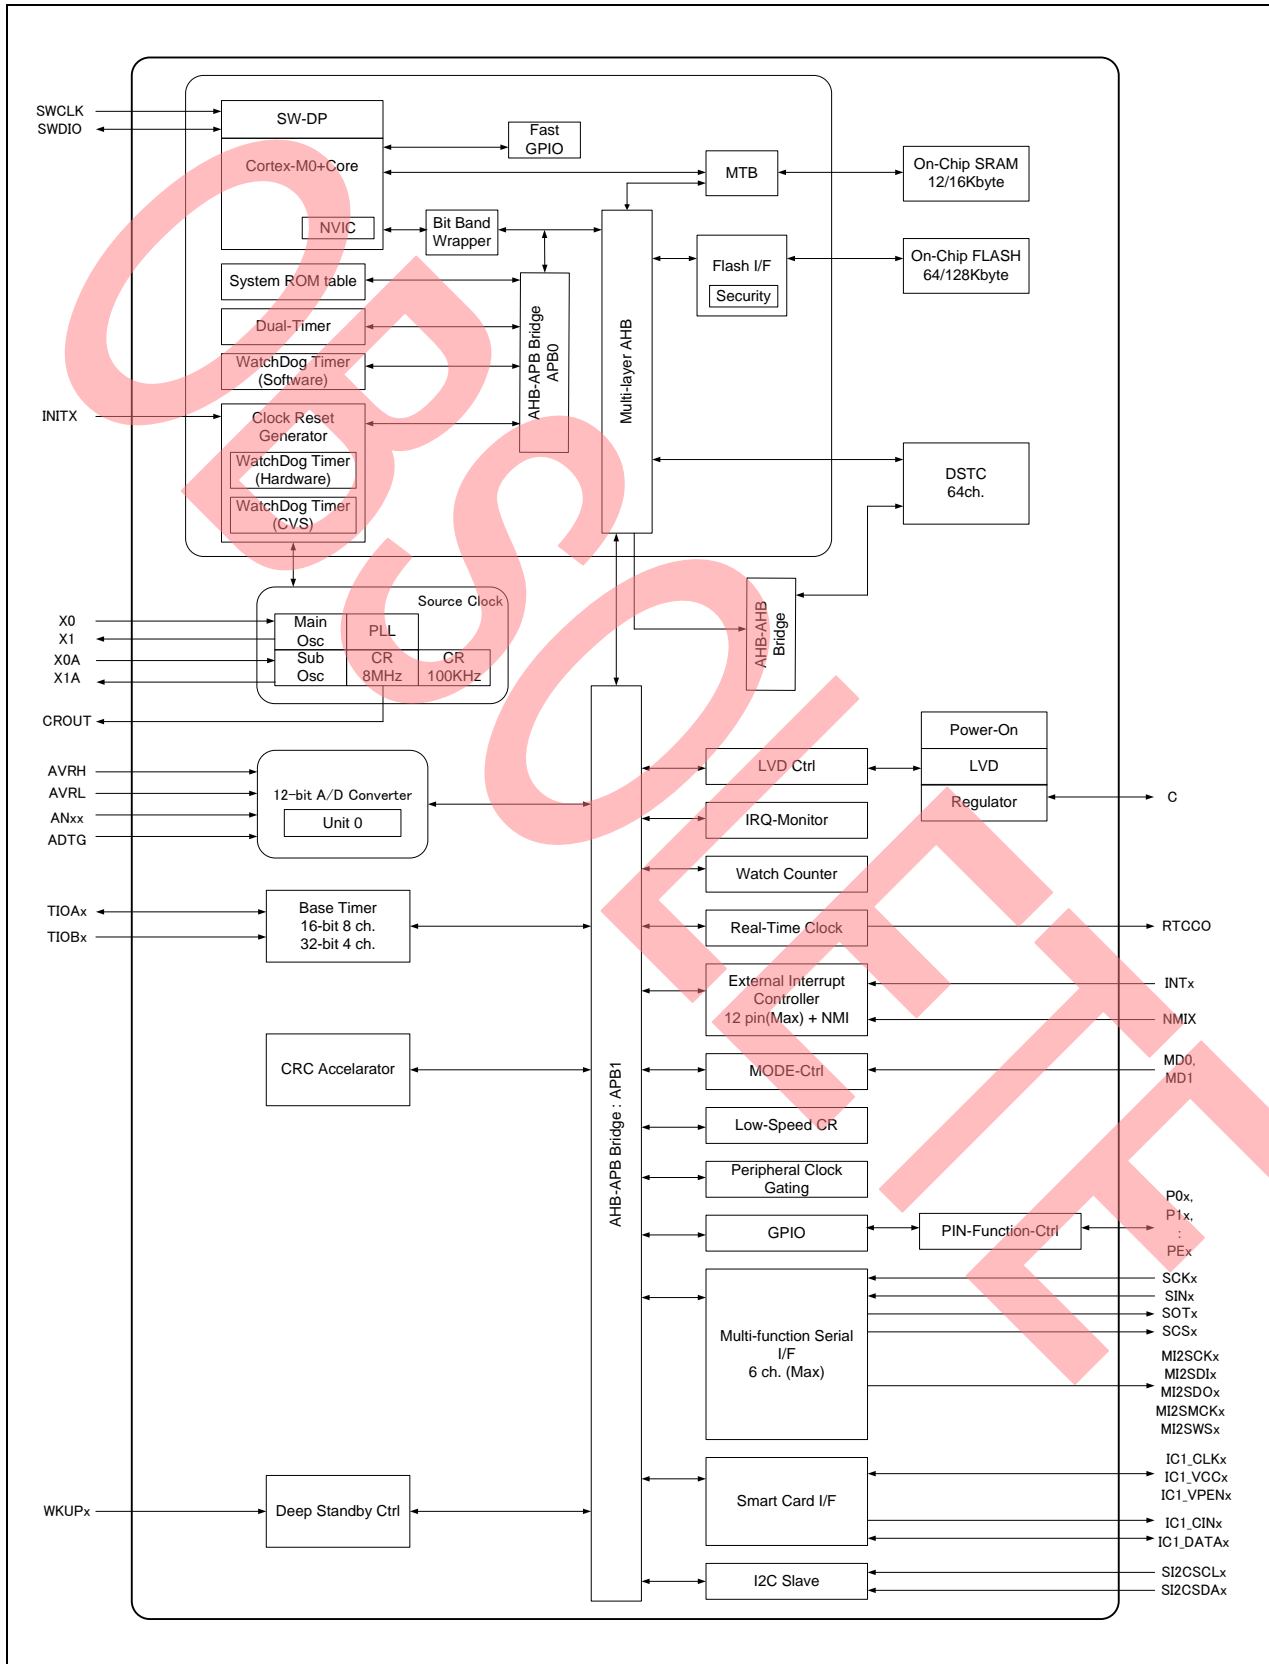 SWCLK
SWDIO
SW-DP
Cortex-M0+Core
NVIC
Fast
GPIO
Bit Band
Wrapper
MTB
On-Chip SRAM
12/16Kbyte
Flash I/F
Security
On-Chip FLASH
64/128Kbyte
System ROM table
Dual-Timer
WatchDog Timer
(Software)
AHB-APB Bridge
APB0
Multi-layer AHB
INITX
Clock Reset
Generator
WatchDog Timer
(Hardware)
WatchDog Timer
(CVS)
DSTC
64ch.
AHB-AHB
Bridge
Source Clock
X0
X1
X0A
X1A
Main
Osc
PLL
Sub
Osc
CR
8MHz
CR
100KHz
CROUT
AVRH
AVRL
ANxx
ADTG
12-bit A/D Converter
Unit 0
LVD Ctrl
Power-On
LVD
Regulator
C
IRQ-Monitor
Watch Counter
TIOAx
TIOBx
Base Timer
16-bit 8 ch.
32-bit 4 ch.
Real-Time Clock
RTCCO
External Interrupt
Controller
12 pin(Max) + NMI
INTx
NMIX
CRC Accelarator
AHB-APB Bridge : APB1
MODE-Ctrl
MD0,
MD1
Low-Speed CR
Peripheral Clock
Gating
GPIO
PIN-Function-Ctrl
P0x,
P1x,
:
PEx
Multi-function Serial
I/F
6 ch. (Max)
SCKx
SINx
SOTx
SCSx
MI2SCKx
MI2SDIx
MI2SDOx
MI2SMCKx
MI2SWSx
WKUPx
Deep Standby Ctrl
Smart Card I/F
IC1_CLKx
IC1_VCCx
IC1_VPENx
IC1_CINx
IC1_DATAx
I2C Slave
SI2CSCLx
SI2CSDAx
OBSOLETE